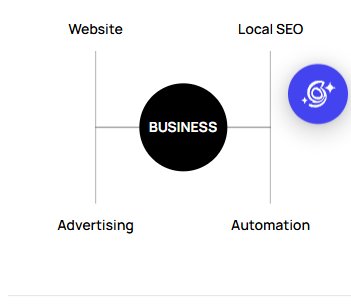 Website
Local SEO
BUSINESS
Advertising
Automation